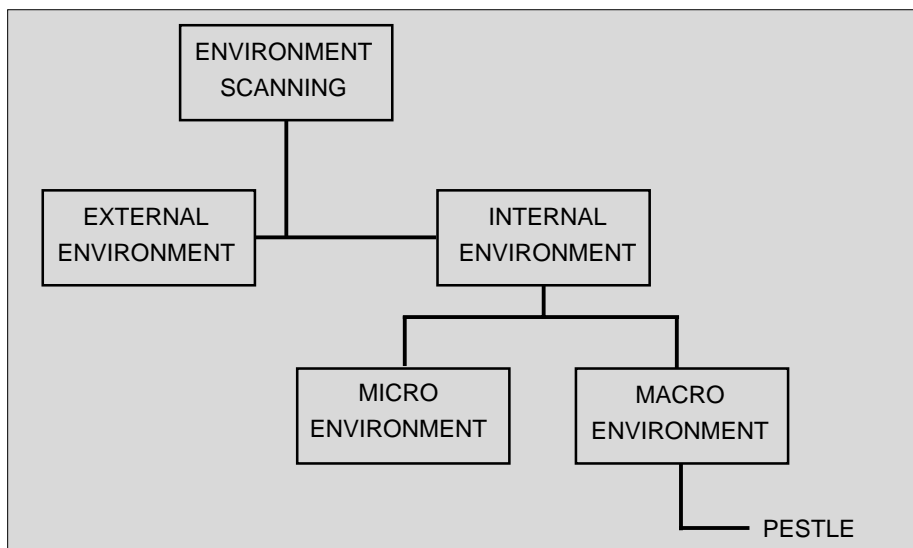 ENVIRONMENT
SCANNING
EXTERNAL
ENVIRONMENT
INTERNAL
ENVIRONMENT
MICRO
ENVIRONMENT
MACRO
ENVIRONMENT
PESTLE